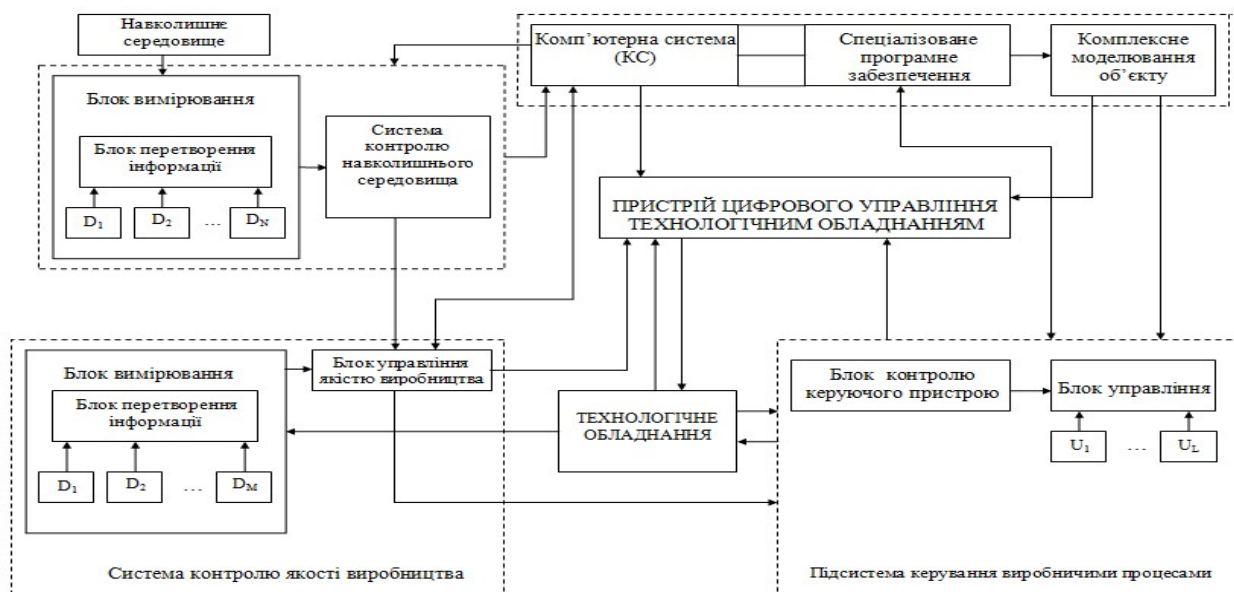 Навколишнє
середовище
Блок вимірювання
Блок перетворення
інформації
D1
D2
…
DN
Система
контролю
навколишнього
середовища
Комп’ютерна система
(КС)
Спеціалізоване
програмне
забезпечення
Комплексне
моделювання
об’єкту
ПРИСТРІЙ ЦИФРОВОГО УПРАВЛІННЯ
ТЕХНОЛОГІЧНИМ ОБЛАДНАННЯМ
Блок вимірювання
Блок перетворення
інформації
D1
D2
…
DM
Блок управління
якістю виробництва
Система контролю якості виробництва
ТЕХНОЛОГІЧНЕ
ОБЛАДНАННЯ
Блок контролю
керуючого пристрою
Блок управління
U1
…
UL
Підсистема керування виробничими процесами